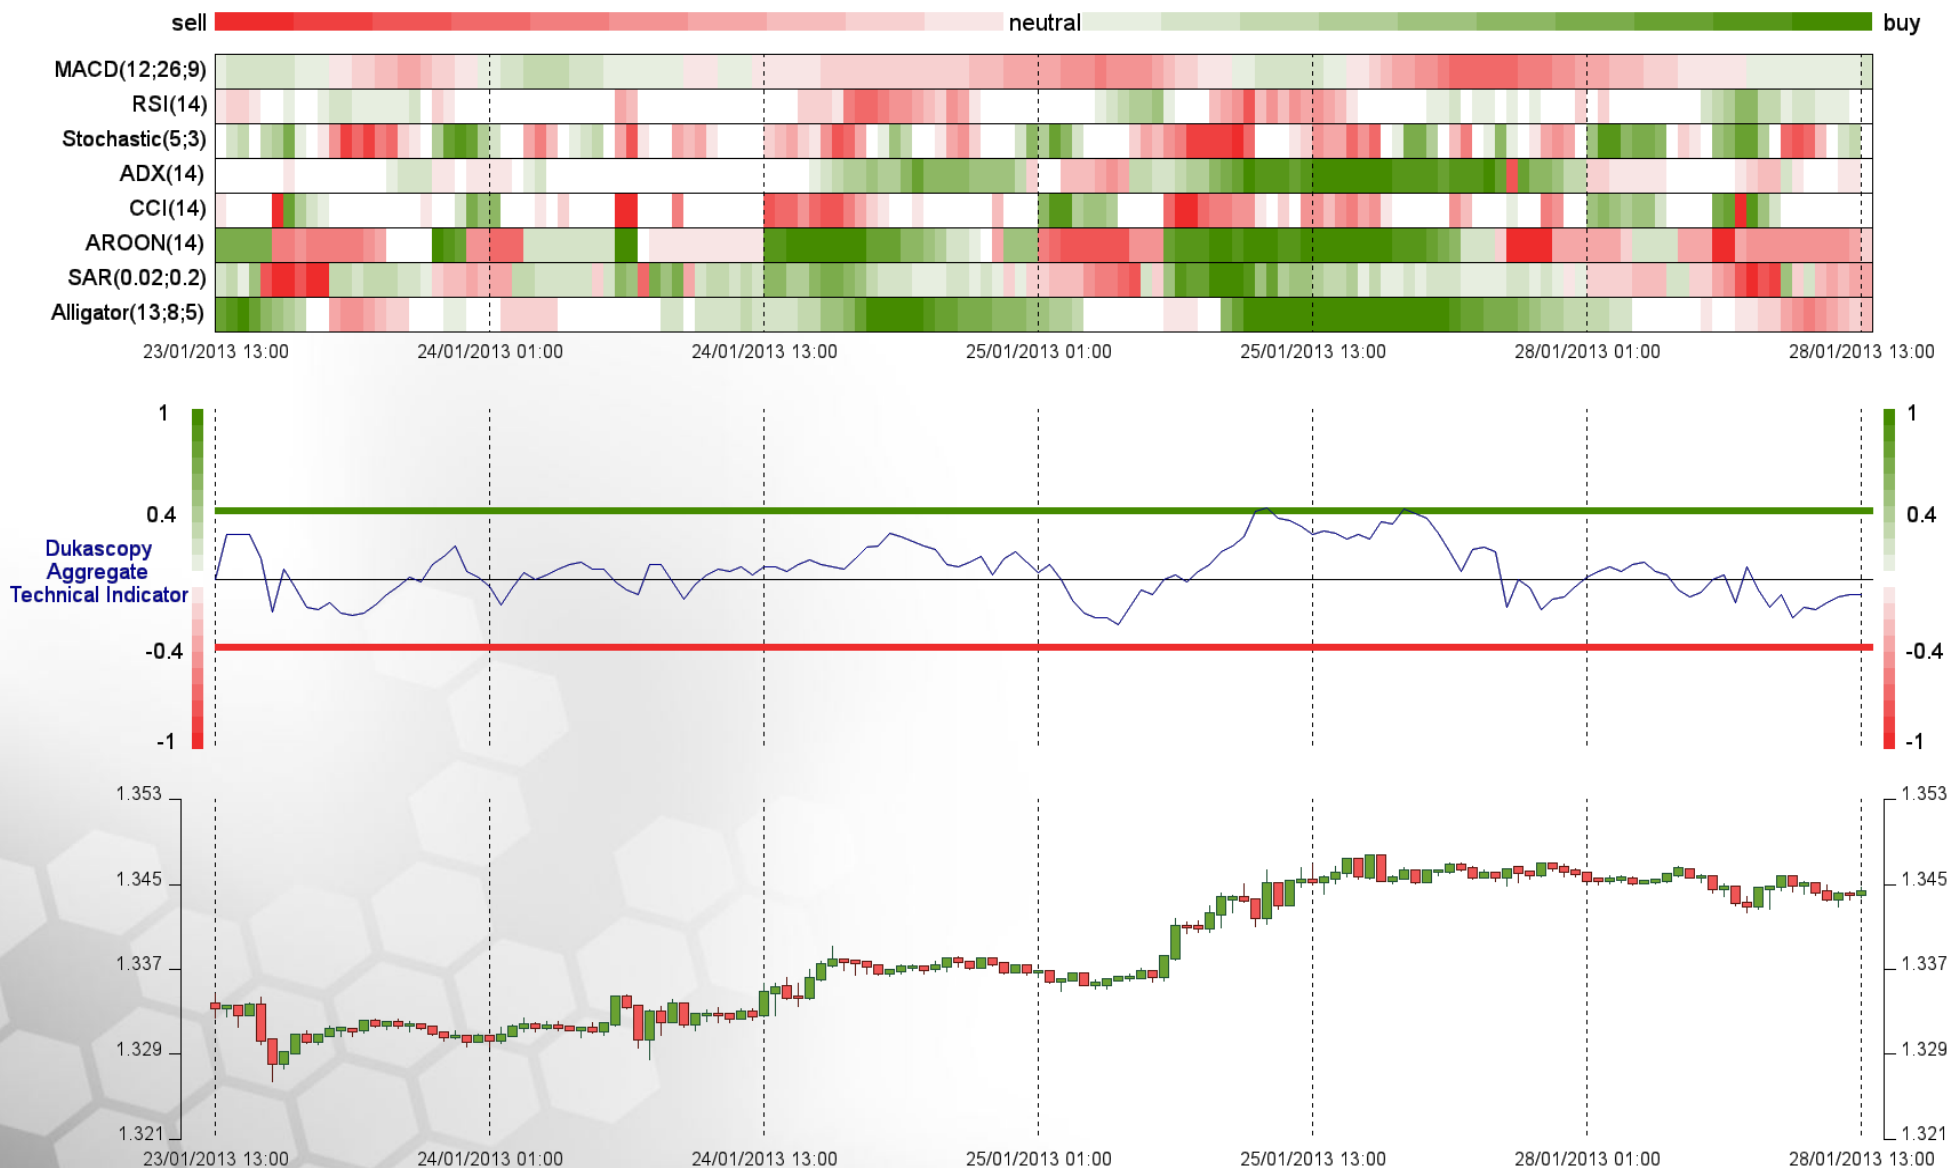 sell neutral buy
MACD(12;26;9)
RSI(14)
Stochastic(5;3)
ADX(14)
CCI(14)
AROON(14)
SAR(0.02;0.2)
Alligator(13;8;5)
23/01/2013 13:00 24/01/2013 01:00 24/01/2013 13:00 25/01/2013 01:00 25/01/2013 13:00 28/01/2013 01:00 28/01/2013 13:00
1 1
0.4 0.4
Dukascopy
Aggregate
Technical Indicator
-0.4 -0.4
-1 -1
1.353 1.353
1.345 1.345
1.337 1.337
1.329 1.329
1.321 1.321
23/01/2013 13:00 24/01/2013 01:00 24/01/2013 13:00 25/01/2013 01:00 25/01/2013 13:00 28/01/2013 01:00 28/01/2013 13:00